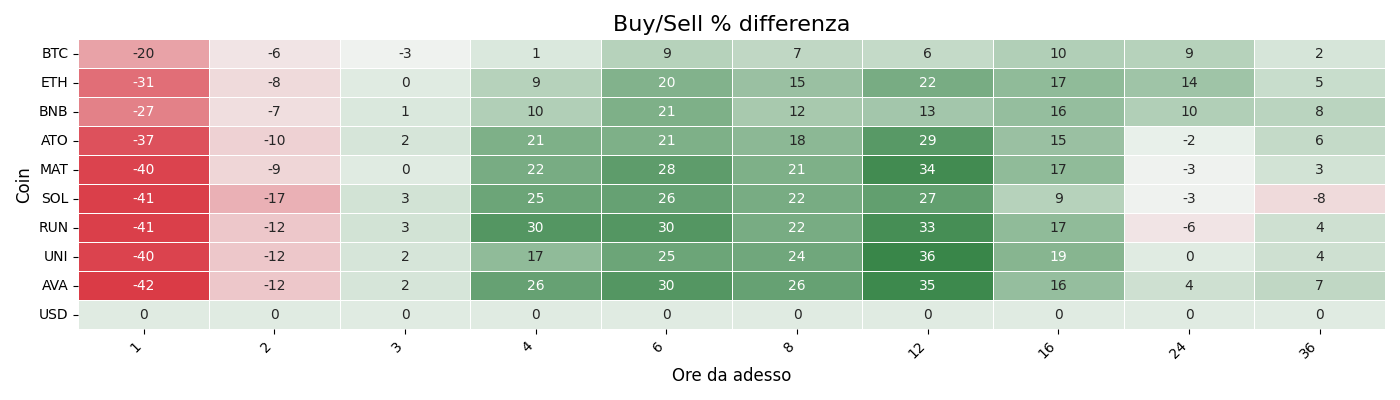 Buy/Sell % differenza
Coin
BTC -20 -6 -3 1 9 7 6 10 9 2
ETH -31 -8 0 9 20 15 22 17 14 5
BNB -27 -7 1 10 21 12 13 16 10 8
ATO -37 -10 2 21 21 18 29 15 -2 6
MAT -40 -9 0 22 28 21 34 17 -3 3
SOL -41 -17 3 25 26 22 27 9 -3 -8
RUN -41 -12 3 30 30 22 33 17 -6 4
UNI -40 -12 2 17 25 24 36 19 0 4
AVA -42 -12 2 26 30 26 35 16 4 7
USD 0 0 0 0 0 0 0 0 0 0
1 2 3 4 6 8 12 16 24 36
Ore da adesso